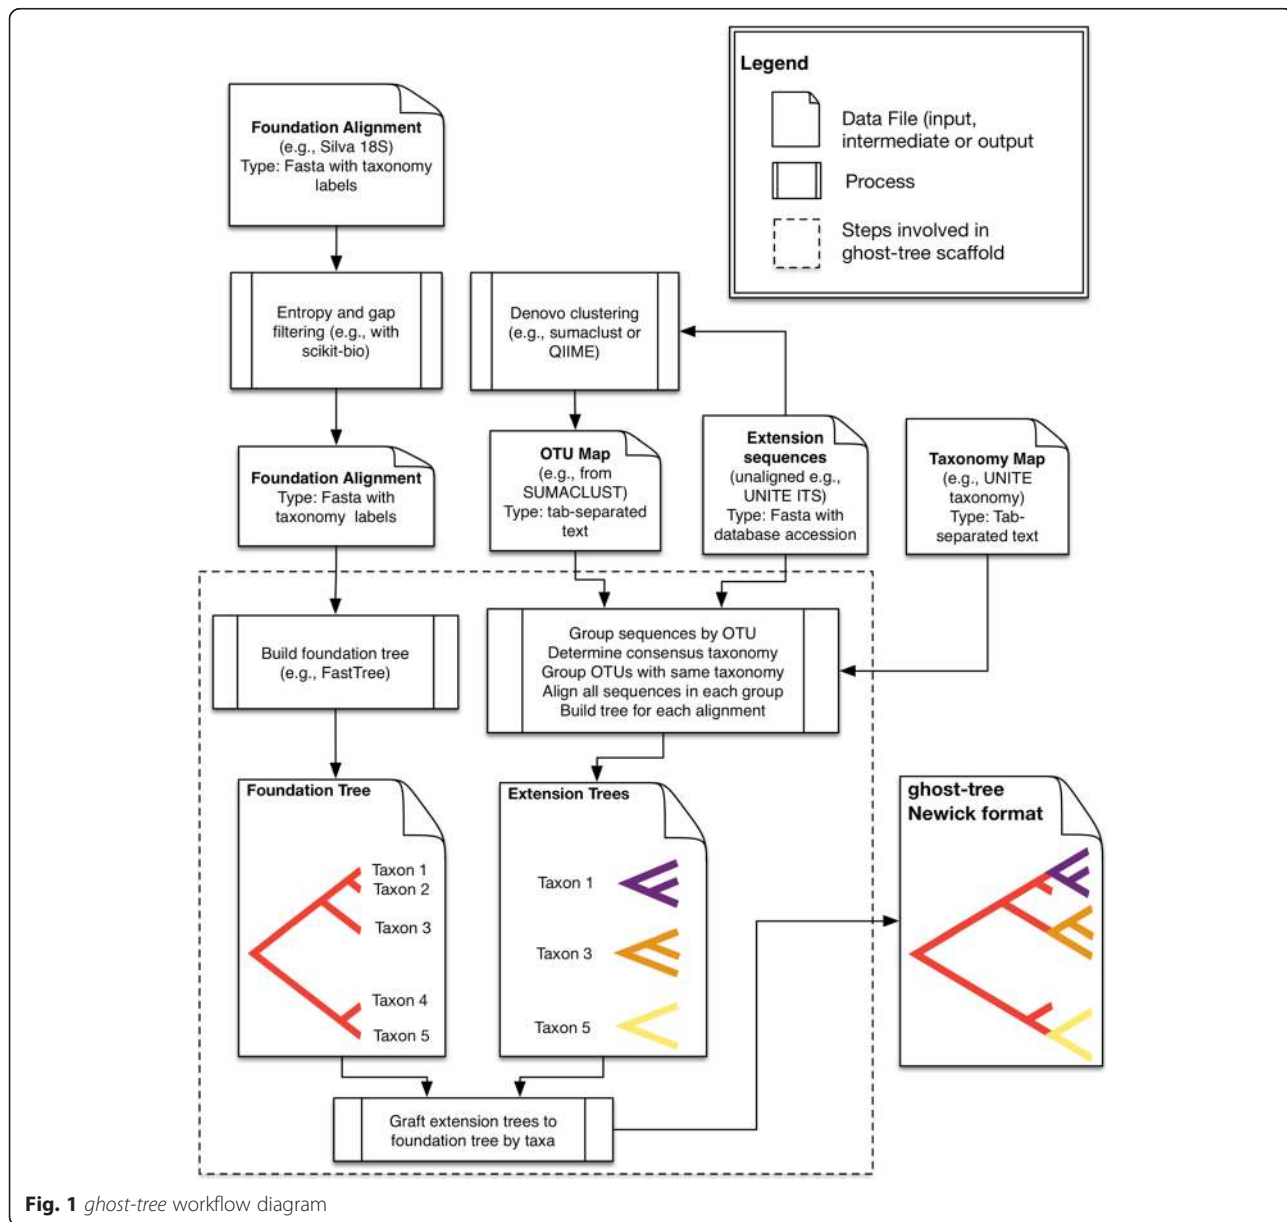 Legend
Data File (input,
intermediate or output
Process
Steps involved in
ghost-tree scaffold
Foundation Alignment
(e.g., Silva 18S)
Type: Fasta with taxonomy
labels
Entropy and gap
filtering (e.g., with
scikit-bio)
Denovo clustering
(e.g., sumaclust or
QIIME)
Foundation Alignment
Type: Fasta with
taxonomy labels
OTU Map
(e.g., from
SUMACLUST)
Type: tab-separated
text
Extension
sequences
(unaligned e.g.,
UNITE ITS)
Type: Fasta with
database accession
Taxonomy Map
(e.g., UNITE
taxonomy)
Type: Tab-
separated text
Build foundation tree
(e.g., FastTree)
Group sequences by OTU
Determine consensus taxonomy
Group OTUs with same taxonomy
Align all sequences in each group
Build tree for each alignment
Foundation Tree
Taxon 1
Taxon 2
Taxon 3
Taxon 4
Taxon 5
Extension Trees
Taxon 1
Taxon 3
Taxon 5
ghost-tree
Newick format
Graft extension trees to
foundation tree by taxa
Fig. 1 ghost-tree workflow diagram